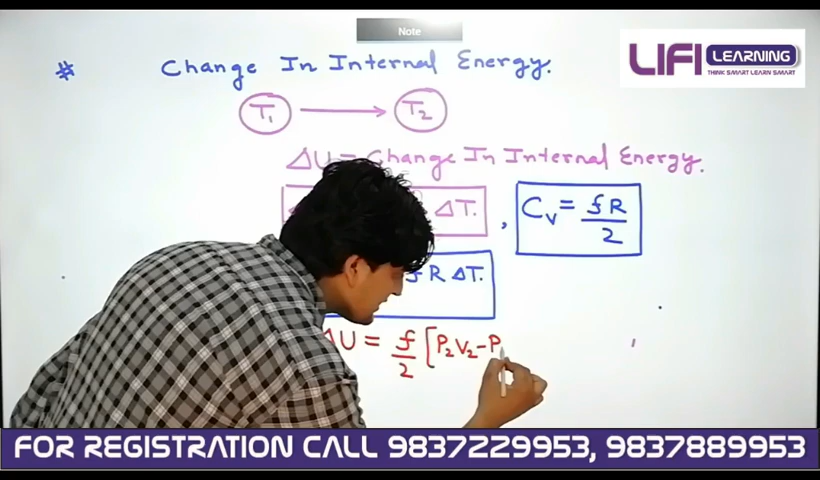 Note
# Change In Internal Energy.
LIFI LEARNING
THINK SMART LEARN SMART
T₁ → T₂
ΔU = Change In Internal Energy.
ΔT. , Cᵥ = fR/2
f R ΔT.
ΔU = f/2 [P₂V₂-P
FOR REGISTRATION CALL 9837229953, 9837889953